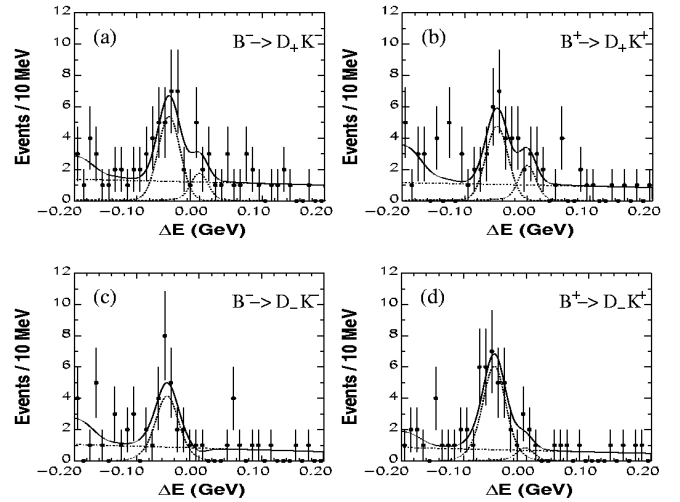 (a) B⁻ –> D₊ K⁻
(b) B⁺ –> D₊ K⁺
Events / 10 MeV
12
10
8
6
4
2
0
−0.20 −0.10 0.00 0.10 0.20
ΔE (GeV)
Events / 10 MeV
12
10
8
6
4
2
0
−0.20 −0.10 0.00 0.10 0.20
ΔE (GeV)
(c) B⁻ –> D₋ K⁻
(d) B⁺ –> D₋ K⁺
Events / 10 MeV
12
10
8
6
4
2
0
−0.20 −0.10 0.00 0.10 0.20
ΔE (GeV)
Events / 10 MeV
12
10
8
6
4
2
0
−0.20 −0.10 0.00 0.10 0.20
ΔE (GeV)